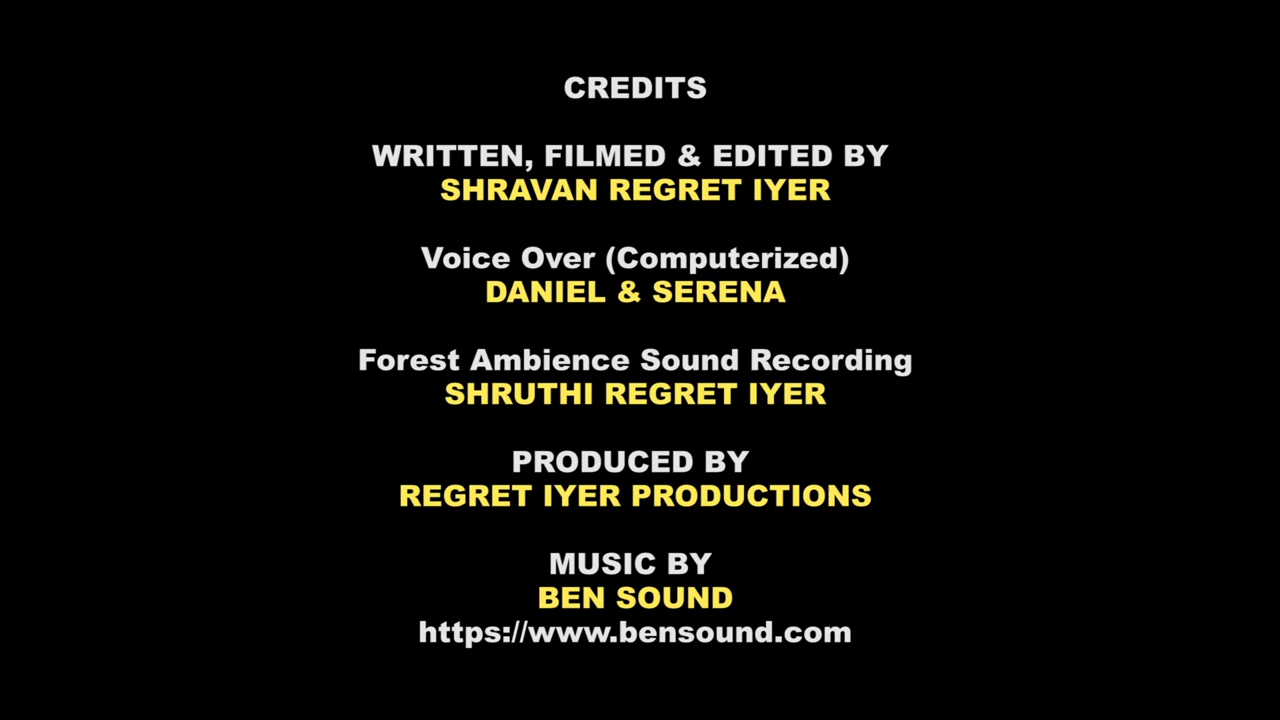 CREDITS
WRITTEN, FILMED & EDITED BY
SHRAVAN REGRET IYER
Voice Over (Computerized)
DANIEL & SERENA
Forest Ambience Sound Recording
SHRUTHI REGRET IYER
PRODUCED BY
REGRET IYER PRODUCTIONS
MUSIC BY
BEN SOUND
https://www.bensound.com